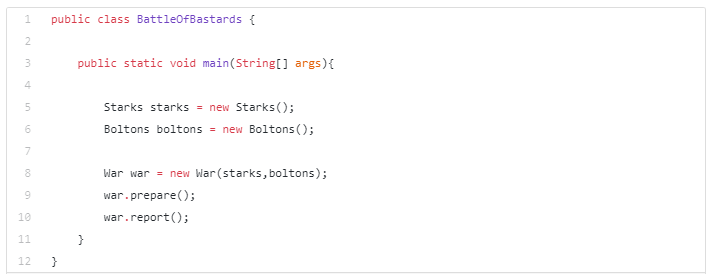 1 public class BattleOfBastards {
2
3 public static void main(String[] args){
4
5 Starks starks = new Starks();
6 Boltons boltons = new Boltons();
7
8 War war = new War(starks,boltons);
9 war.prepare();
10 war.report();
11 }
12 }